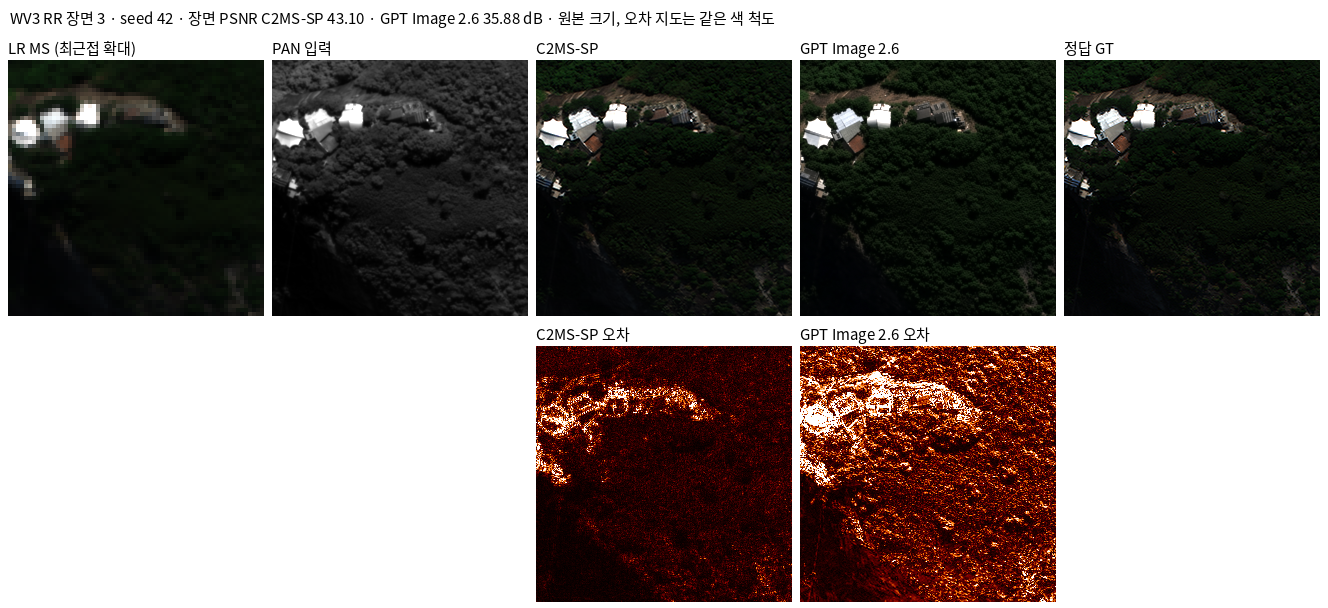 WV3 RR 장면 3 · seed 42 · 장면 PSNR C2MS-SP 43.10 · GPT Image 2.6 35.88 dB · 원본 크기, 오차 지도는 같은 색 척도
LR MS (최근접 확대)
PAN 입력
C2MS-SP
GPT Image 2.6
정답 GT
C2MS-SP 오차
GPT Image 2.6 오차